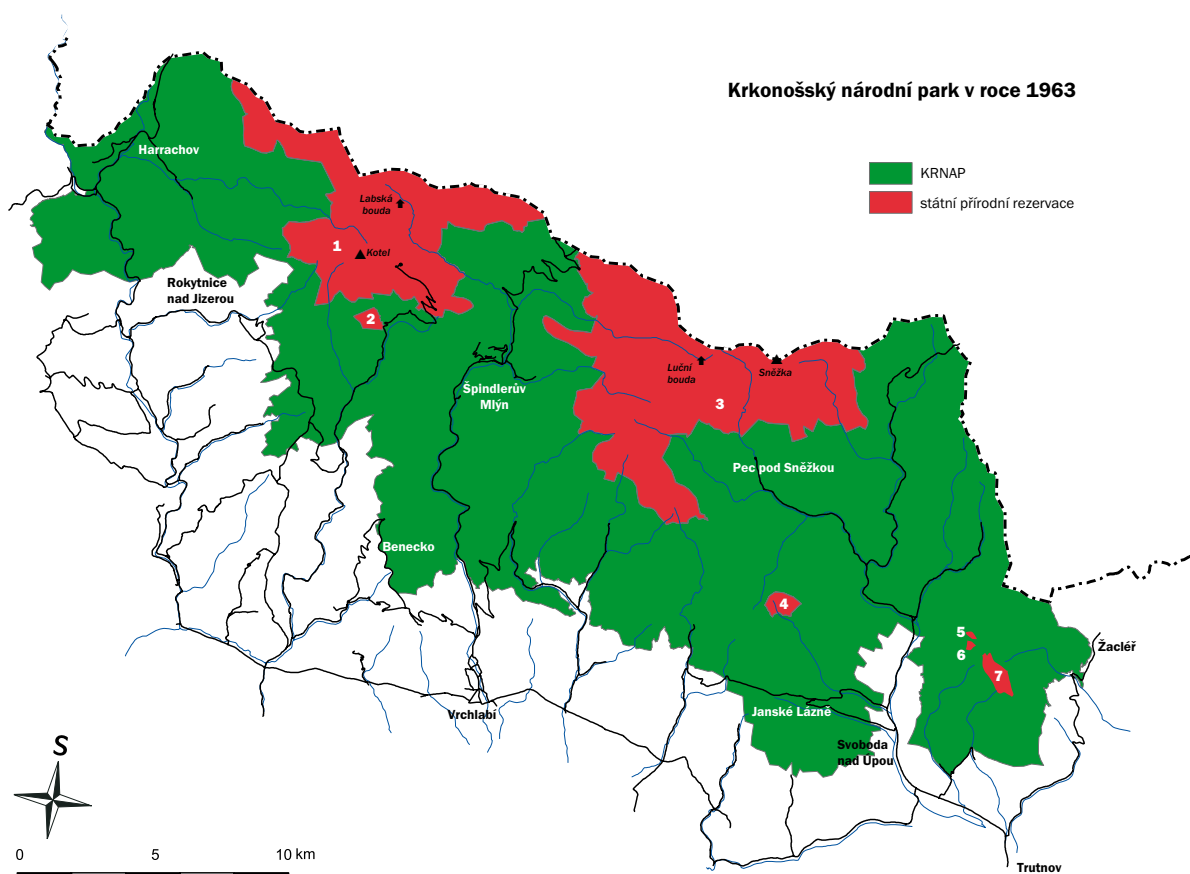 Krkonošský národní park v roce 1963
KRNAP
státní přírodní rezervace
Harrachov
Labská
bouda
1
Kotel
Rokytnice
nad Jizerou
2
Luční
bouda
Sněžka
Špindlerův
Mlýn
3
Pec pod Sněžkou
Benecko
4
5
6
Žacléř
7
Vrchlabí
Janské Lázně
Svoboda
nad Úpou
S
0 5 10 km
Trutnov